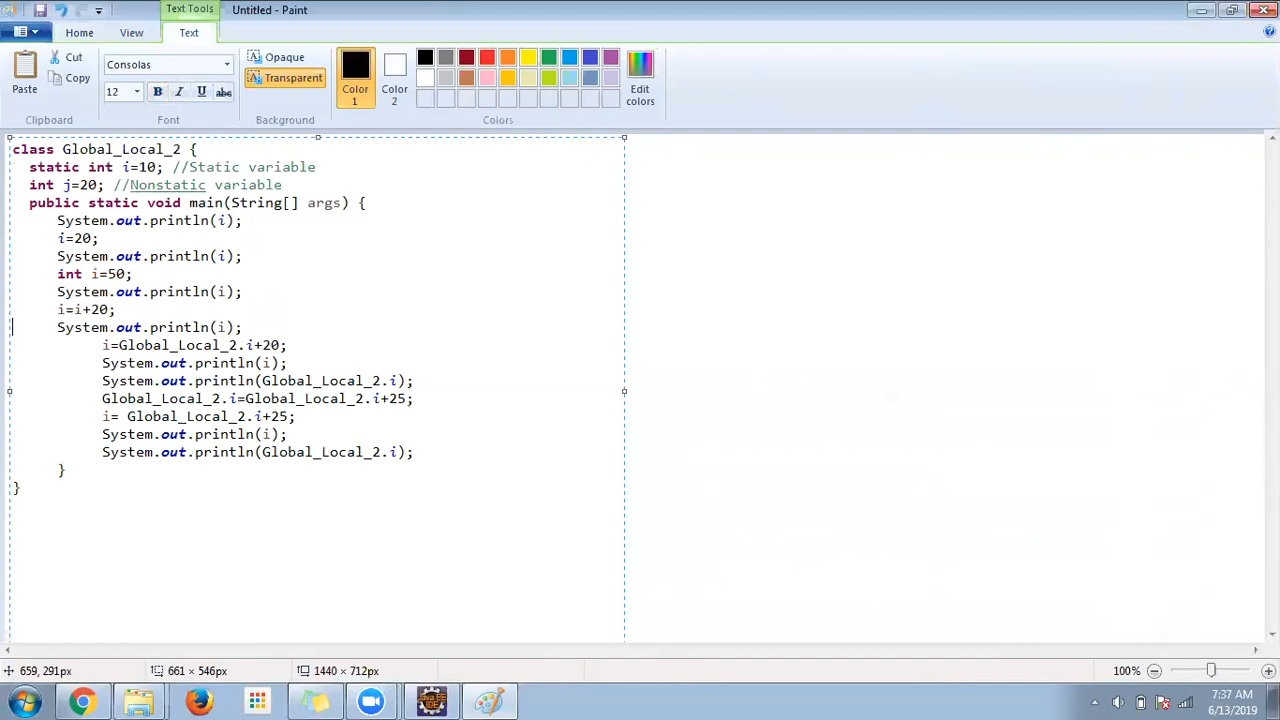 Text Tools
Untitled - Paint
Home
View
Text
Paste
Cut
Copy
Clipboard
Consolas
12
B I U abc
Font
Opaque
Transparent
Background
Color 1
Color 2
Edit colors
Colors
class Global_Local_2 {
static int i=10; //Static variable
int j=20; //Nonstatic variable
public static void main(String[] args) {
System.out.println(i);
i=20;
System.out.println(i);
int i=50;
System.out.println(i);
i=i+20;
System.out.println(i);
i=Global_Local_2.i+20;
System.out.println(i);
System.out.println(Global_Local_2.i);
Global_Local_2.i=Global_Local_2.i+25;
i= Global_Local_2.i+25;
System.out.println(i);
System.out.println(Global_Local_2.i);
}
}
659, 291px
661 × 546px
1440 × 712px
100%
Java EE
IDE
7:37 AM
6/13/2019